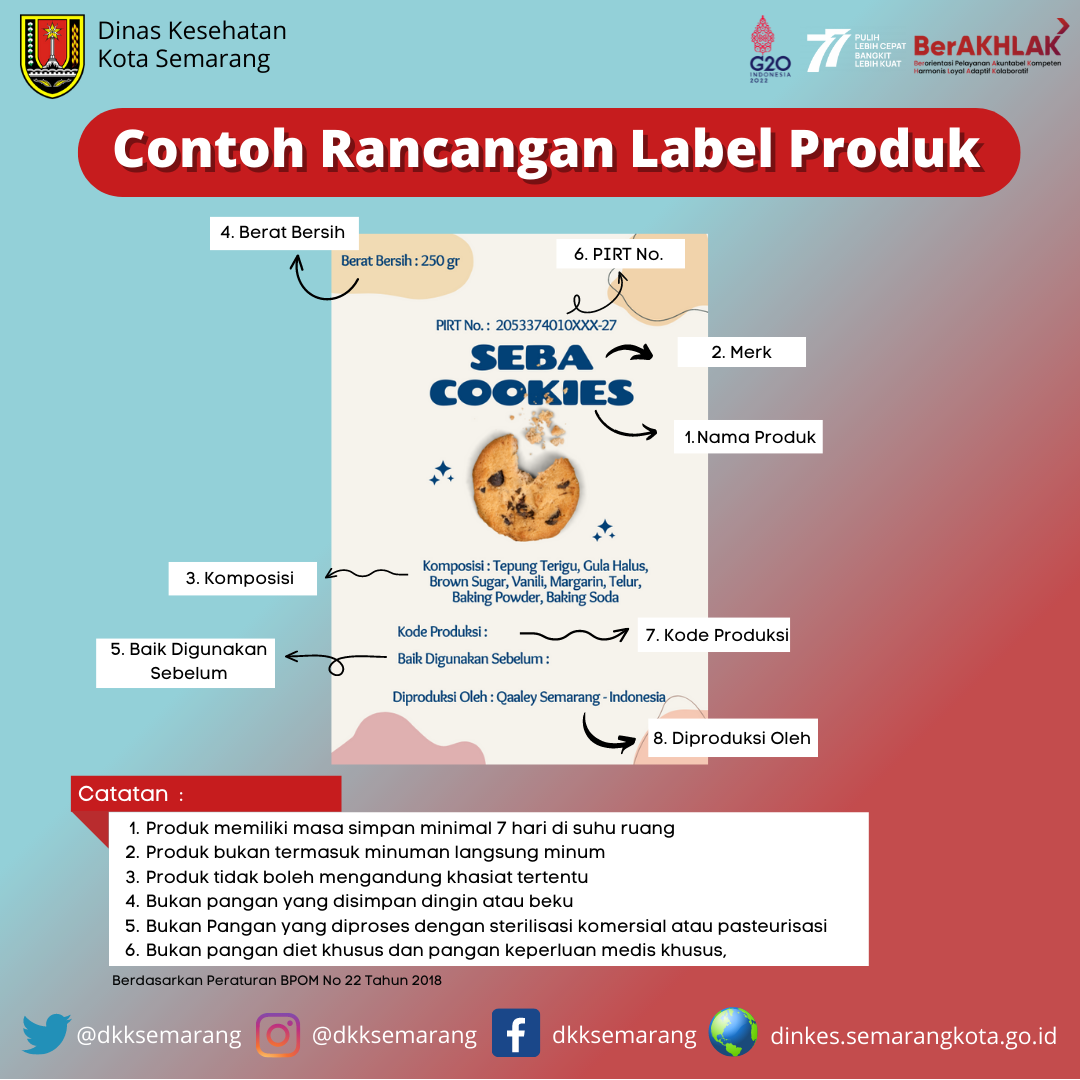 Dinas Kesehatan
Kota Semarang
G20
INDONESIA
2022
77
PULIH
LEBIH CEPAT
BANGKIT
LEBIH KUAT
BerAKHLAK
Berorientasi Pelayanan Akuntabel Kompeten
Harmonis Loyal Adaptif Kolaboratif
Contoh Rancangan Label Produk
4. Berat Bersih
Berat Bersih : 250 gr
6. PIRT No.
PIRT No. : 2053374010XXX-27
SEBA
2. Merk
COOKIES
1.Nama Produk
3. Komposisi
Komposisi : Tepung Terigu, Gula Halus,
Brown Sugar, Vanili, Margarin, Telur,
Baking Powder, Baking Soda
Kode Produksi :
7. Kode Produksi
5. Baik Digunakan
Sebelum
Baik Digunakan Sebelum :
Diproduksi Oleh : Qaaley Semarang - Indonesia
8. Diproduksi Oleh
Catatan :
1. Produk memiliki masa simpan minimal 7 hari di suhu ruang
2. Produk bukan termasuk minuman langsung minum
3. Produk tidak boleh mengandung khasiat tertentu
4. Bukan pangan yang disimpan dingin atau beku
5. Bukan Pangan yang diproses dengan sterilisasi komersial atau pasteurisasi
6. Bukan pangan diet khusus dan pangan keperluan medis khusus,
Berdasarkan Peraturan BPOM No 22 Tahun 2018
@dkksemarang
@dkksemarang
dkksemarang
dinkes.semarangkota.go.id